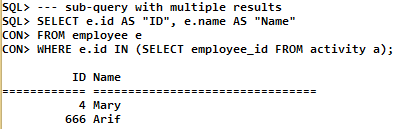 SQL> --- sub-query with multiple results
SQL> SELECT e.id AS "ID", e.name AS "Name"
CON> FROM employee e
CON> WHERE e.id IN (SELECT employee_id FROM activity a);
ID Name
============ ===============================
4 Mary
666 Arif